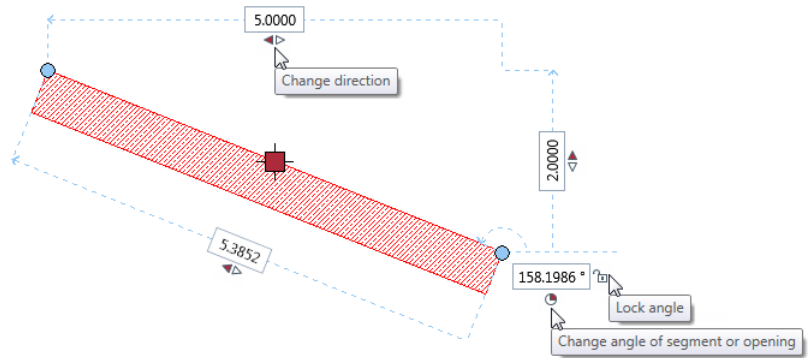 5.0000
Change direction
2.0000
5.3852
158.1986 °
Lock angle
Change angle of segment or opening